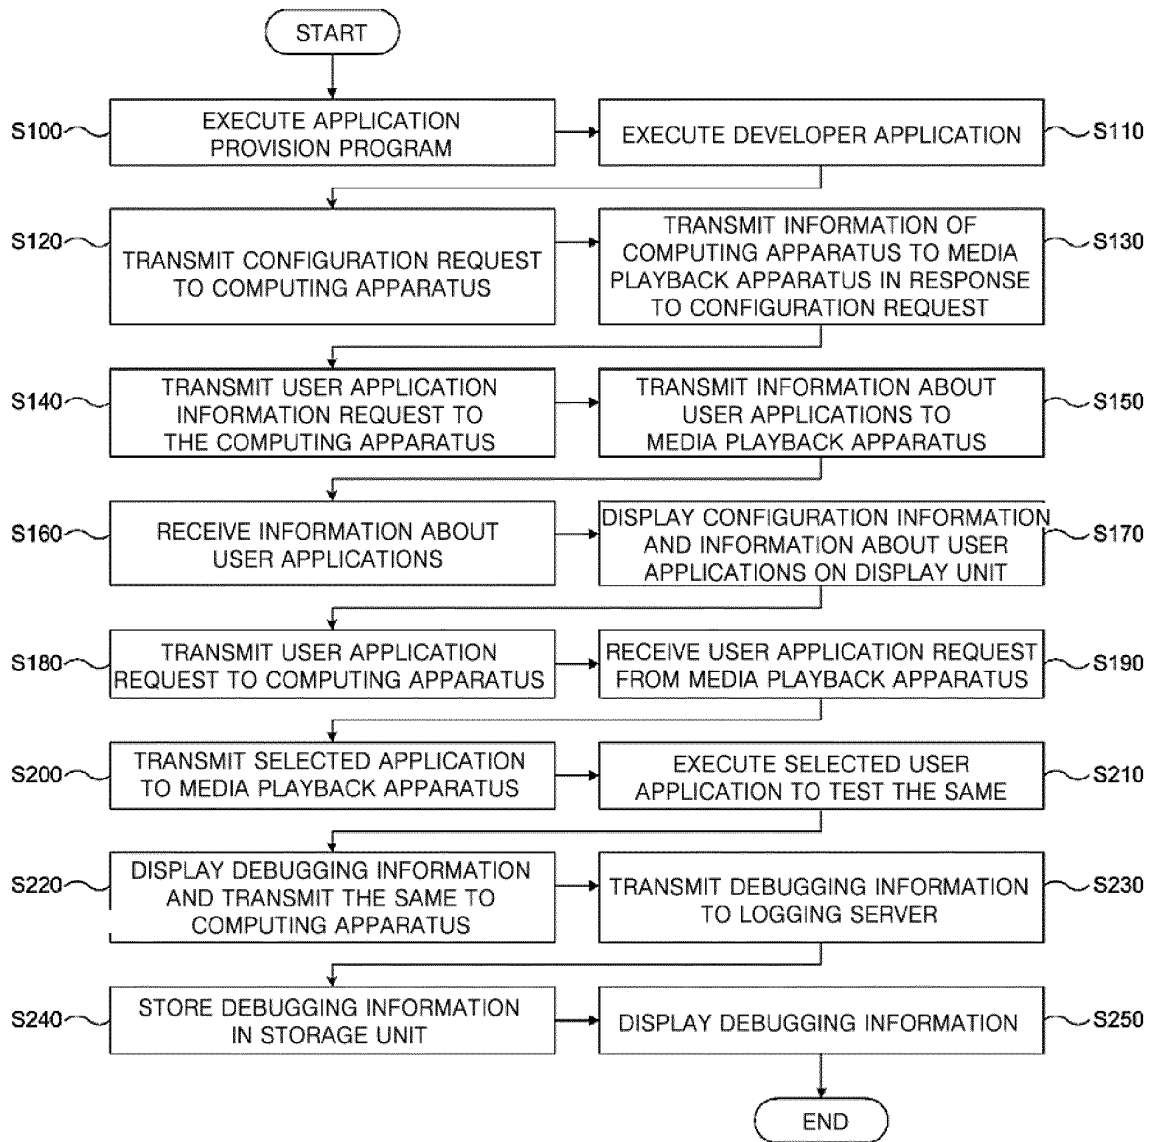 START
S100
EXECUTE APPLICATION
PROVISION PROGRAM
EXECUTE DEVELOPER APPLICATION
S110
S120
TRANSMIT CONFIGURATION REQUEST
TO COMPUTING APPARATUS
TRANSMIT INFORMATION OF
COMPUTING APPARATUS TO MEDIA
PLAYBACK APPARATUS IN RESPONSE
TO CONFIGURATION REQUEST
S130
S140
TRANSMIT USER APPLICATION
INFORMATION REQUEST TO
THE COMPUTING APPARATUS
TRANSMIT INFORMATION ABOUT
USER APPLICATIONS TO
MEDIA PLAYBACK APPARATUS
S150
S160
RECEIVE INFORMATION ABOUT
USER APPLICATIONS
DISPLAY CONFIGURATION INFORMATION
AND INFORMATION ABOUT USER
APPLICATIONS ON DISPLAY UNIT
S170
S180
TRANSMIT USER APPLICATION
REQUEST TO COMPUTING APPARATUS
RECEIVE USER APPLICATION REQUEST
FROM MEDIA PLAYBACK APPARATUS
S190
S200
TRANSMIT SELECTED APPLICATION
TO MEDIA PLAYBACK APPARATUS
EXECUTE SELECTED USER
APPLICATION TO TEST THE SAME
S210
S220
DISPLAY DEBUGGING INFORMATION
AND TRANSMIT THE SAME TO
COMPUTING APPARATUS
TRANSMIT DEBUGGING INFORMATION
TO LOGGING SERVER
S230
S240
STORE DEBUGGING INFORMATION
IN STORAGE UNIT
DISPLAY DEBUGGING INFORMATION
S250
END